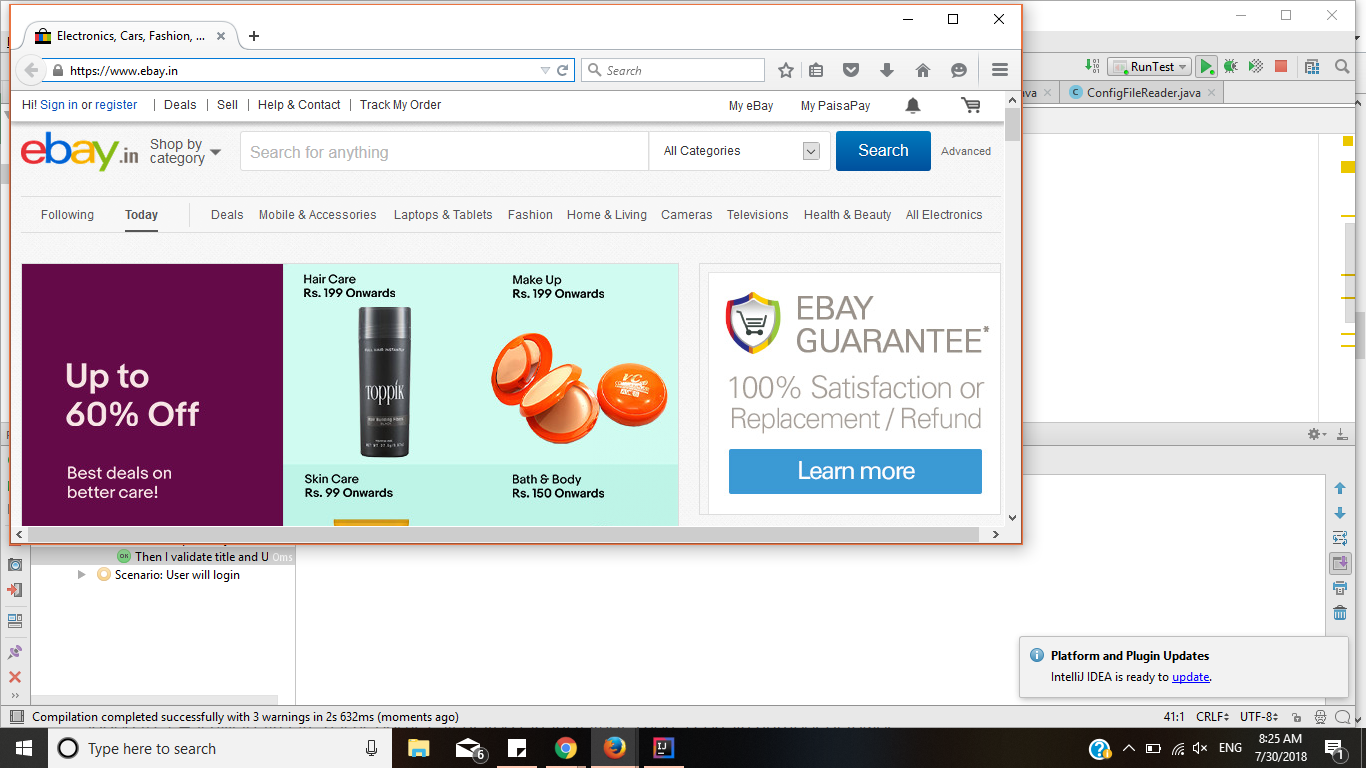 Electronics, Cars, Fashion, ...
https://www.ebay.in
Search
Hi! Sign in or register | Deals | Sell | Help & Contact | Track My Order My eBay My PaisaPay
ebay.in
Shop by
category
Search for anything
All Categories
Search
Advanced
Following Today Deals Mobile & Accessories Laptops & Tablets Fashion Home & Living Cameras Televisions Health & Beauty All Electronics
Up to
60% Off
Best deals on
better care!
Hair Care
Rs. 199 Onwards
TOPPIK
Make Up
Rs. 199 Onwards
Skin Care
Rs. 99 Onwards
Bath & Body
Rs. 150 Onwards
EBAY
GUARANTEE*
100% Satisfaction or
Replacement / Refund
Learn more
RunTest
ava
ConfigFileReader.java
Then I validate title and U 0ms
Scenario: User will login
Platform and Plugin Updates
IntelliJ IDEA is ready to update.
Compilation completed successfully with 3 warnings in 2s 632ms (moments ago)
41:1 CRLF UTF-8
Type here to search
6
ENG
8:25 AM
7/30/2018
1